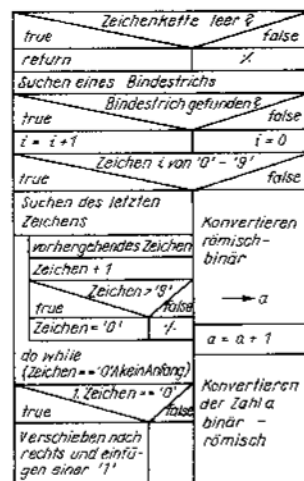 Zeichenkette leer?
true false
return ∕.
Suchen eines Bindestrichs
Bindestrich gefunden?
true false
i = i+1 i = 0
Zeichen i von '0' - '9'
true false
Suchen des letzten
Zeichens
vorhergehendes Zeichen
Zeichen + 1
Zeichen > '9'
true false
Zeichen = '0' ∕.
do while
(Zeichen == '0'∧kein Anfang)
1. Zeichen == '0'
true false
Verschieben nach
rechts und einfü-
gen einer '1'
Konvertieren
römisch-
binär
→ a
a = a + 1
Konvertieren
der Zahl a
binär –
römisch